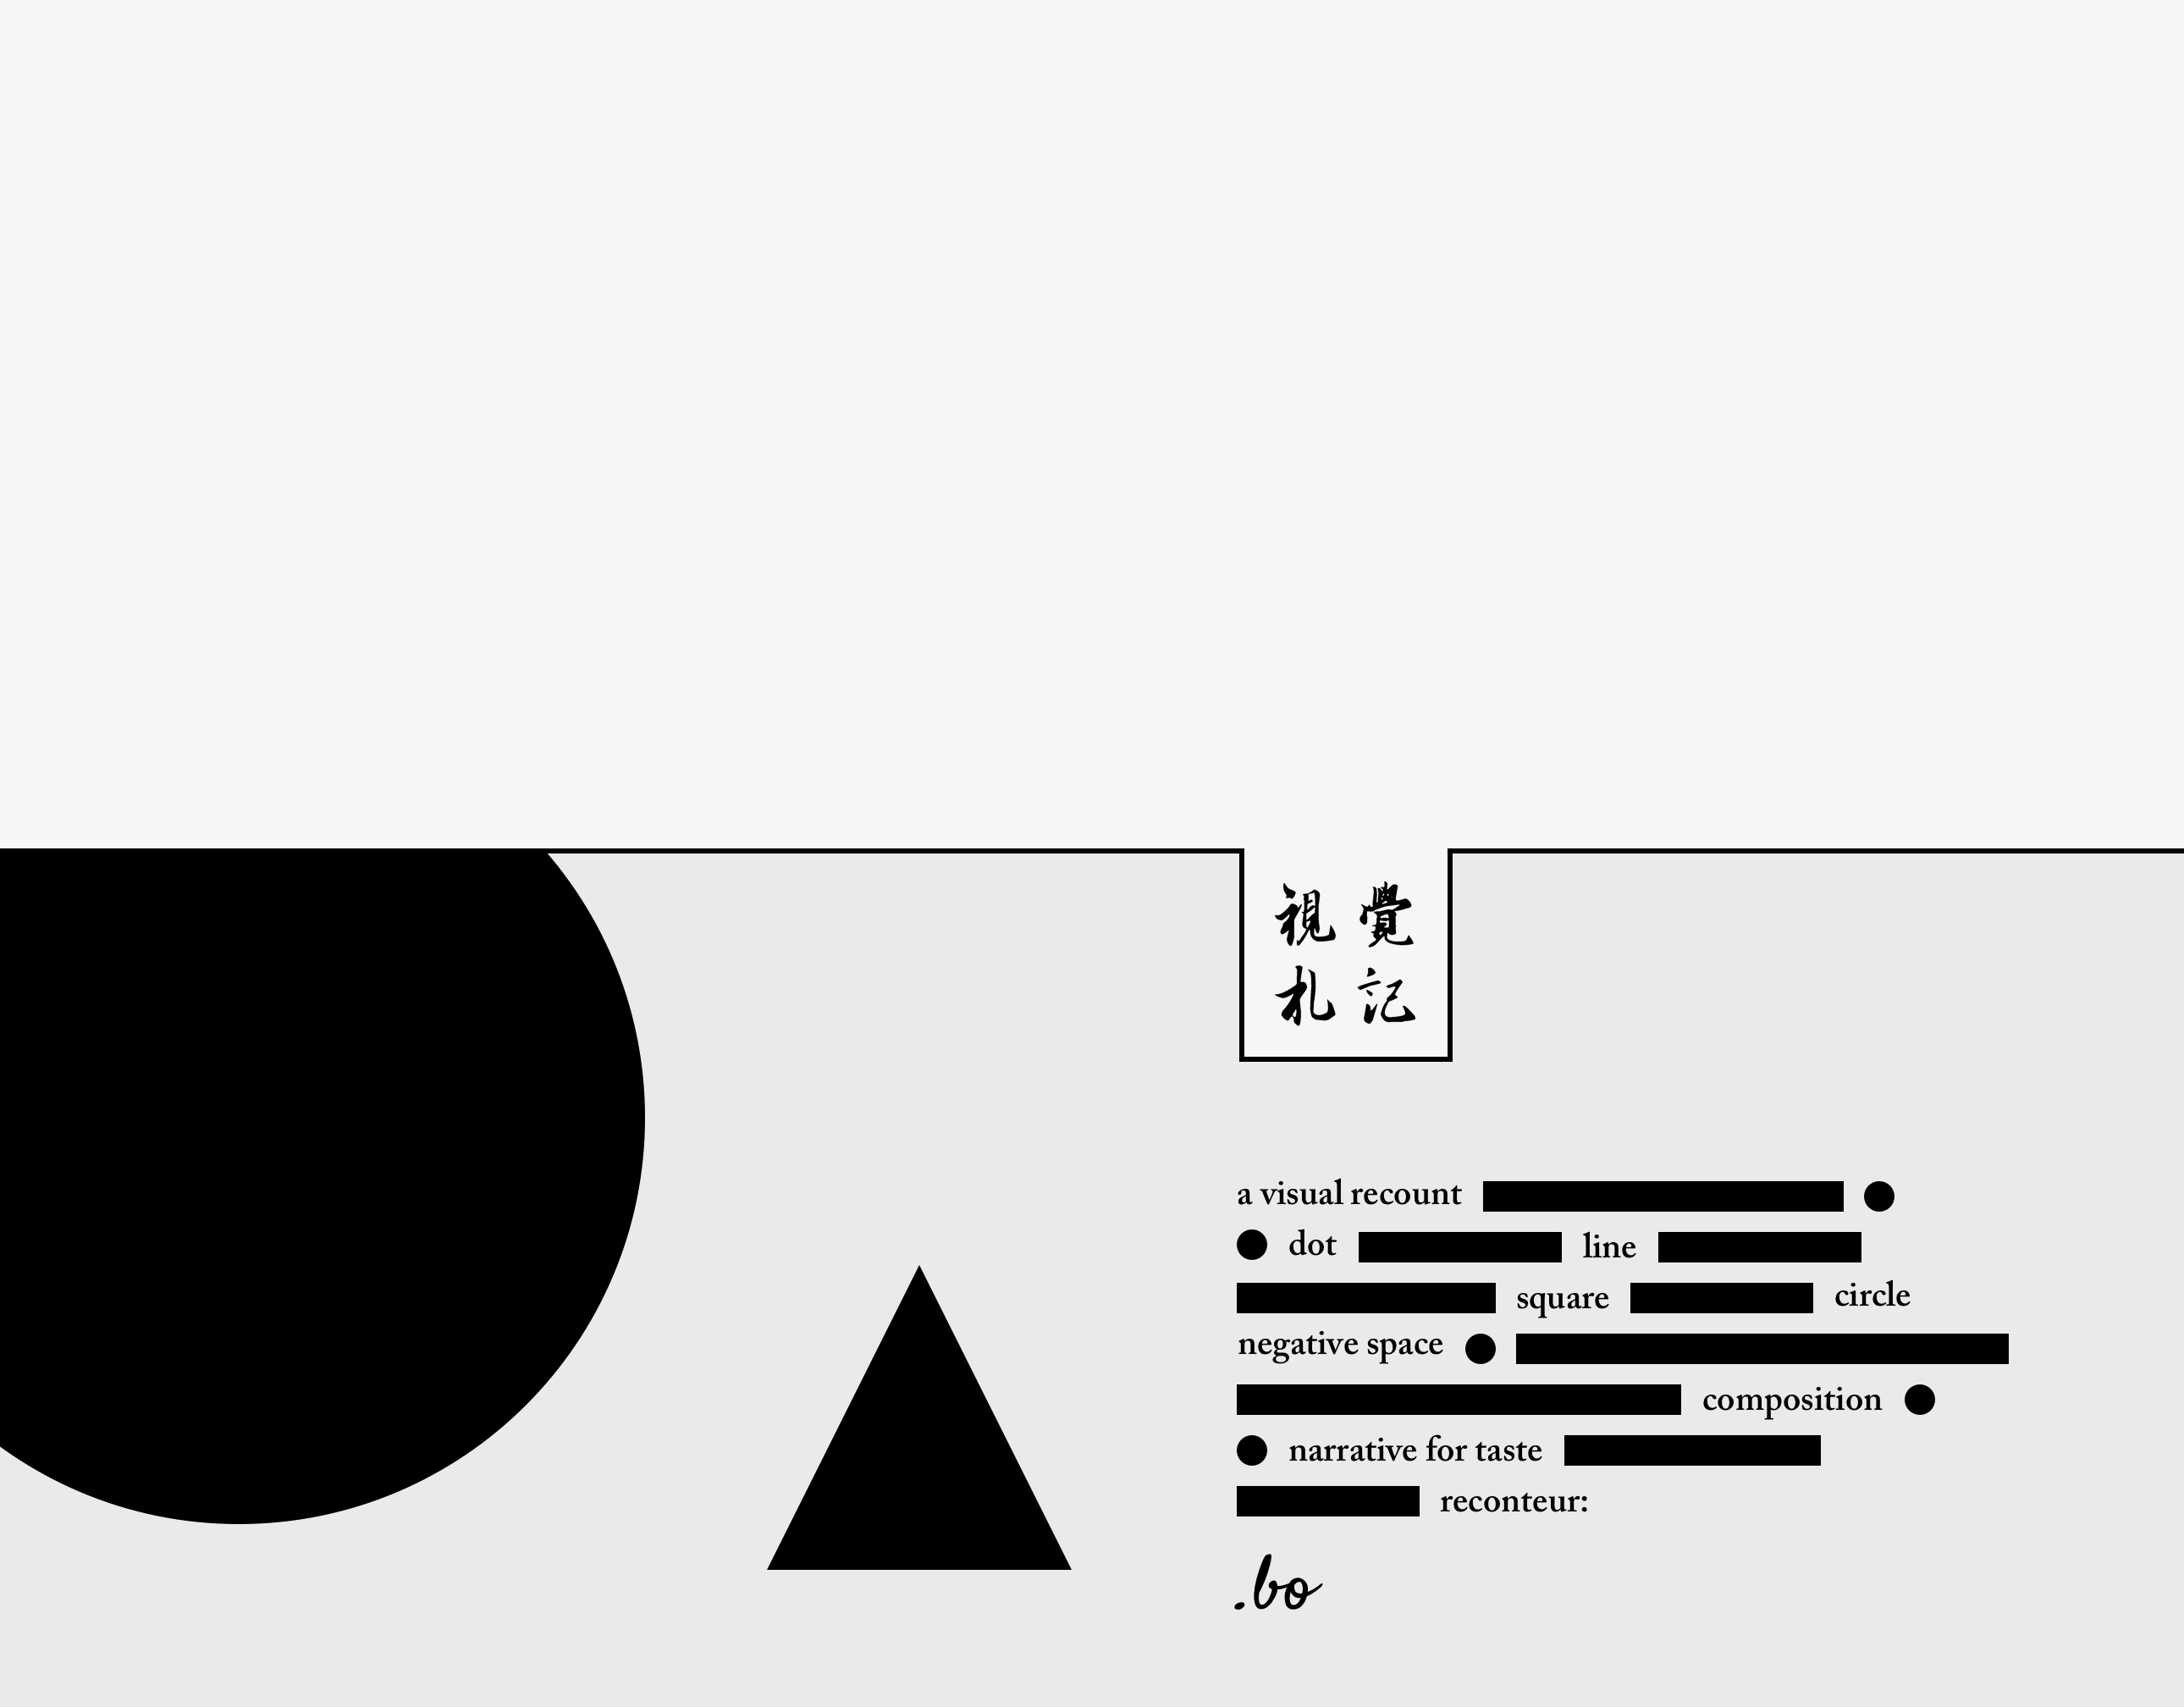 視覺
札記
a visual recount
dot line
square circle
negative space
composition
narrative for taste
reconteur:
.bo